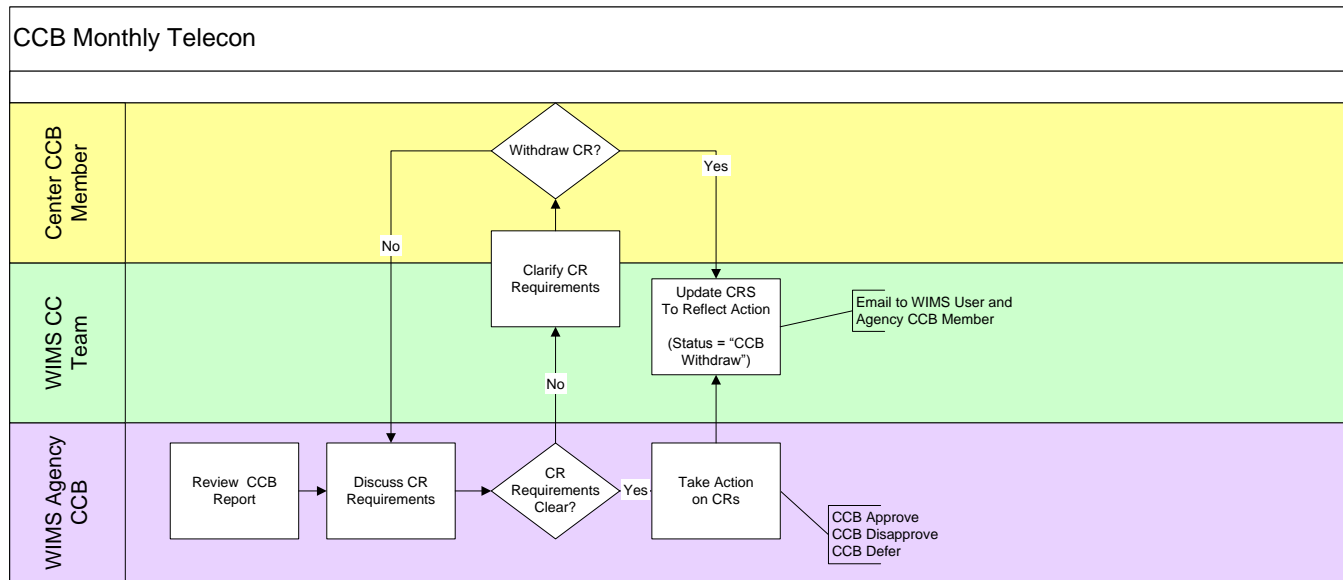 CCB Monthly Telecon
Center CCB
Member
Withdraw CR?
Yes
No
Clarify CR
Requirements
WIMS CC
Team
Update CRS
To Reflect Action
(Status = “CCB
Withdraw”)
Email to WIMS User and
Agency CCB Member
No
WIMS Agency
CCB
Review CCB
Report
Discuss CR
Requirements
CR
Requirements
Clear?
Yes
Take Action
on CRs
CCB Approve
CCB Disapprove
CCB Defer